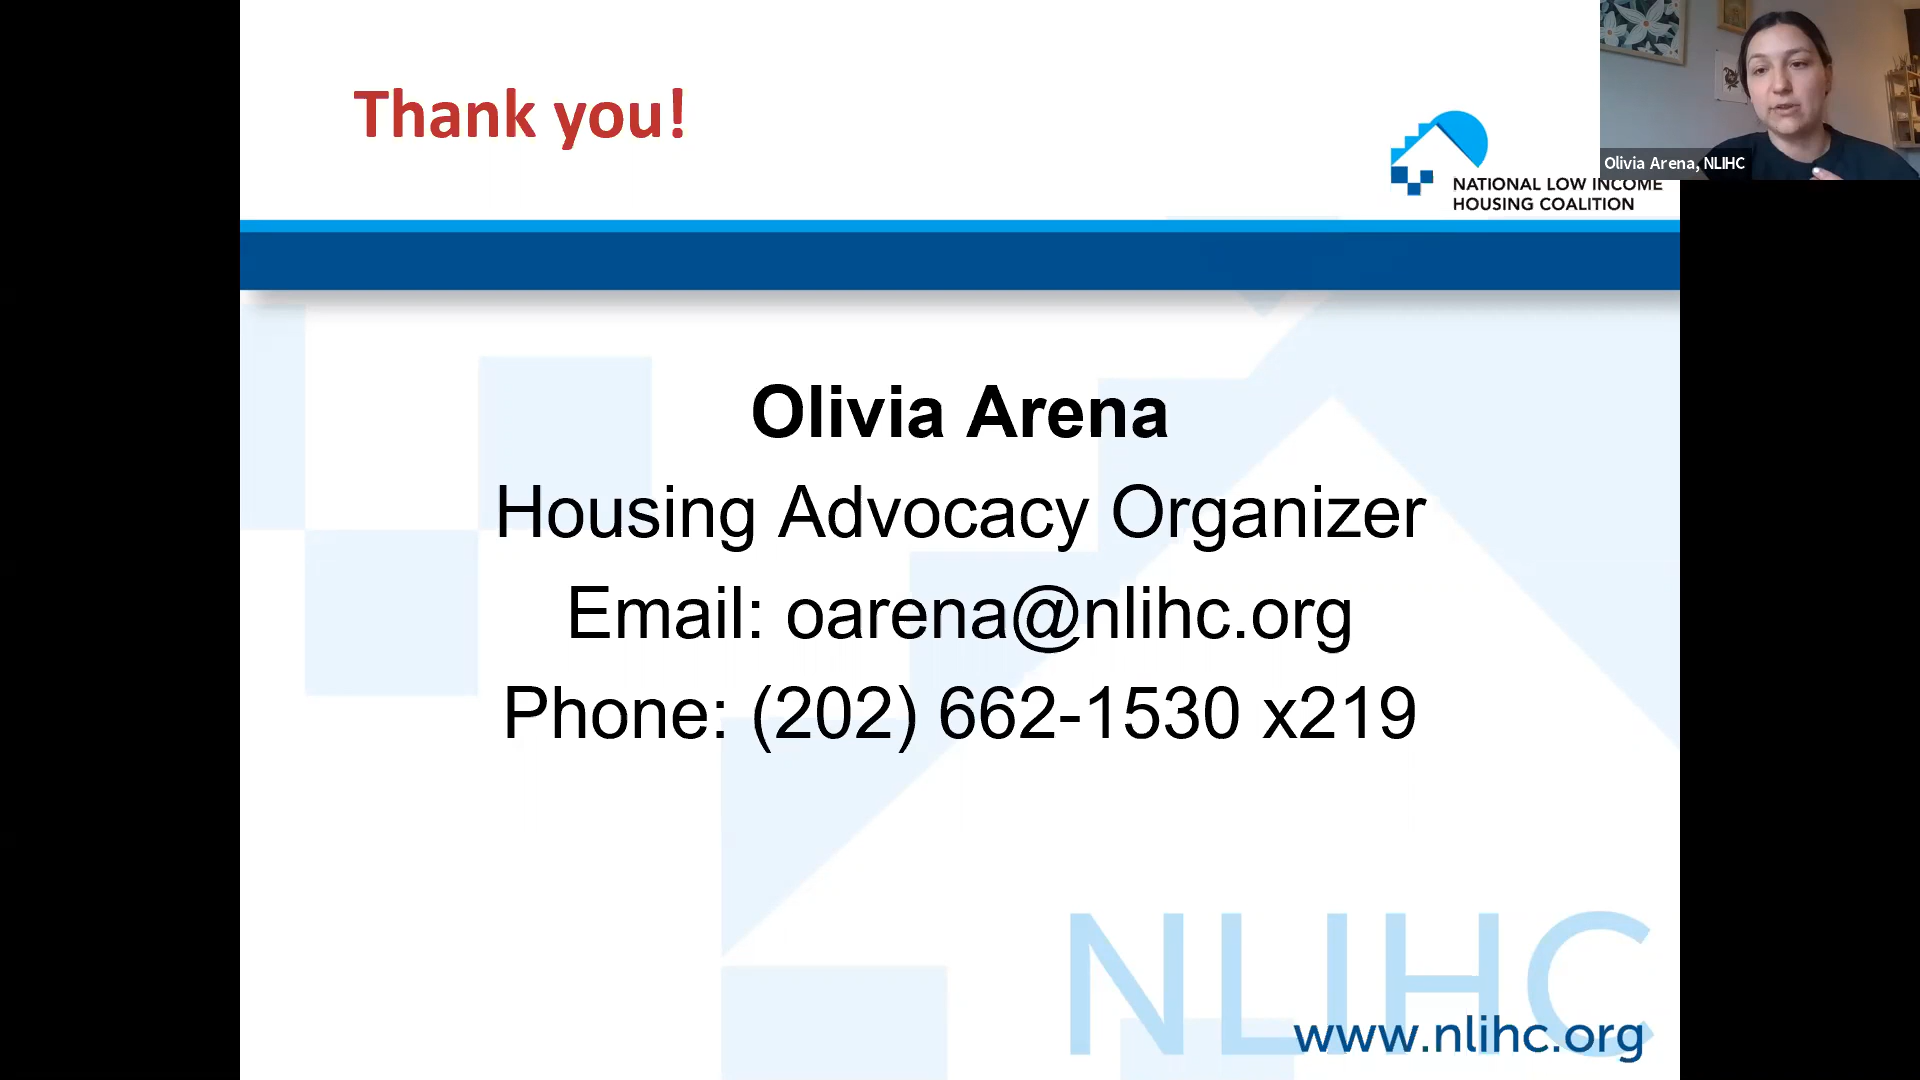 Thank you!
Olivia Arena, NLIHC
NATIONAL LOW INCOME
HOUSING COALITION
Olivia Arena
Housing Advocacy Organizer
Email: oarena@nlihc.org
Phone: (202) 662-1530 x219
NLIHC
www.nlihc.org